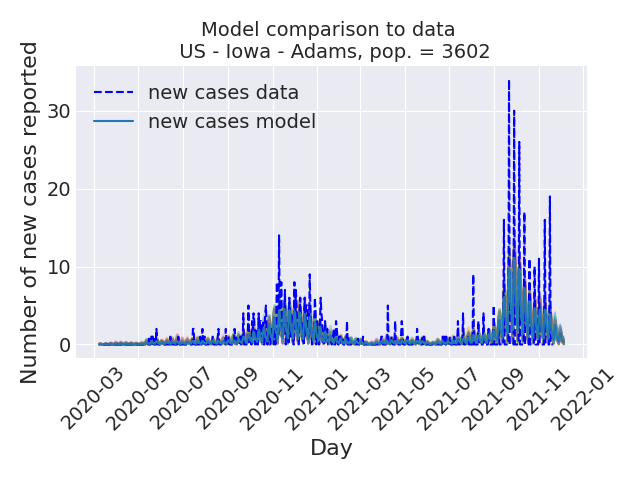 Model comparison to data
US - Iowa - Adams, pop. = 3602
Number of new cases reported
30
20
10
0
new cases data
new cases model
2020-03
2020-05
2020-07
2020-09
2020-11
2021-01
2021-03
2021-05
2021-07
2021-09
2021-11
2022-01
Day